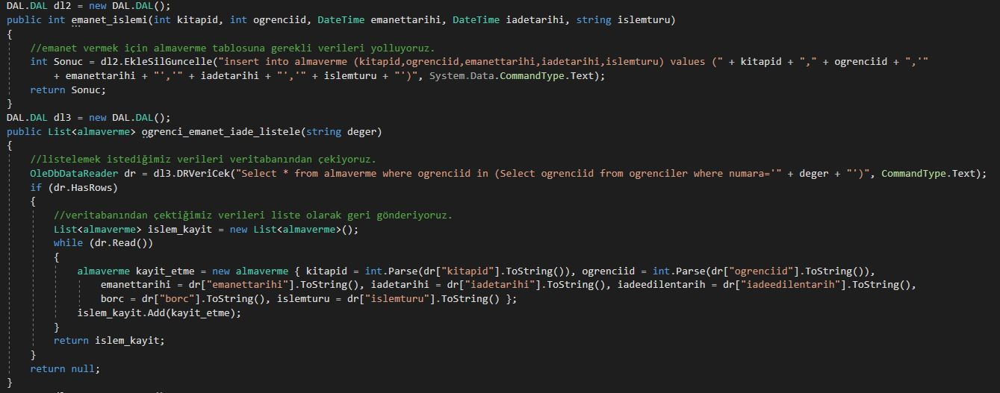 DAL.DAL dl2 = new DAL.DAL();
public int emanet_islemi(int kitapid, int ogrenciid, DateTime emanettarihi, DateTime iadetarihi, string islemturu)
{
//emanet vermek için almaverme tablosuna gerekli verileri yolluyoruz.
int Sonuc = dl2.EkleSilGuncelle("insert into almaverme (kitapid,ogrenciid,emanettarihi,iadetarihi,islemturu) values (" + kitapid + "," + ogrenciid + ",'"
+ emanettarihi + "','" + iadetarihi + "','" + islemturu + "')", System.Data.CommandType.Text);
return Sonuc;
}
DAL.DAL dl3 = new DAL.DAL();
public List<almaverme> ogrenci_emanet_iade_listele(string deger)
{
//listelemek istediğimiz verileri veritabanından çekiyoruz.
OleDbDataReader dr = dl3.DRVeriCek("Select * from almaverme where ogrenciid in (Select ogrenciid from ogrenciler where numara='" + deger + "')", CommandType.Text);
if (dr.HasRows)
{
//veritabanından çektiğimiz verileri liste olarak geri gönderiyoruz.
List<almaverme> islem_kayit = new List<almaverme>();
while (dr.Read())
{
almaverme kayit_etme = new almaverme { kitapid = int.Parse(dr["kitapid"].ToString()), ogrenciid = int.Parse(dr["ogrenciid"].ToString()),
emanettarihi = dr["emanettarihi"].ToString(), iadetarihi = dr["iadetarihi"].ToString(), iadeedilentarih = dr["iadeedilentarih"].ToString(),
borc = dr["borc"].ToString(), islemturu = dr["islemturu"].ToString() };
islem_kayit.Add(kayit_etme);
}
return islem_kayit;
}
return null;
}